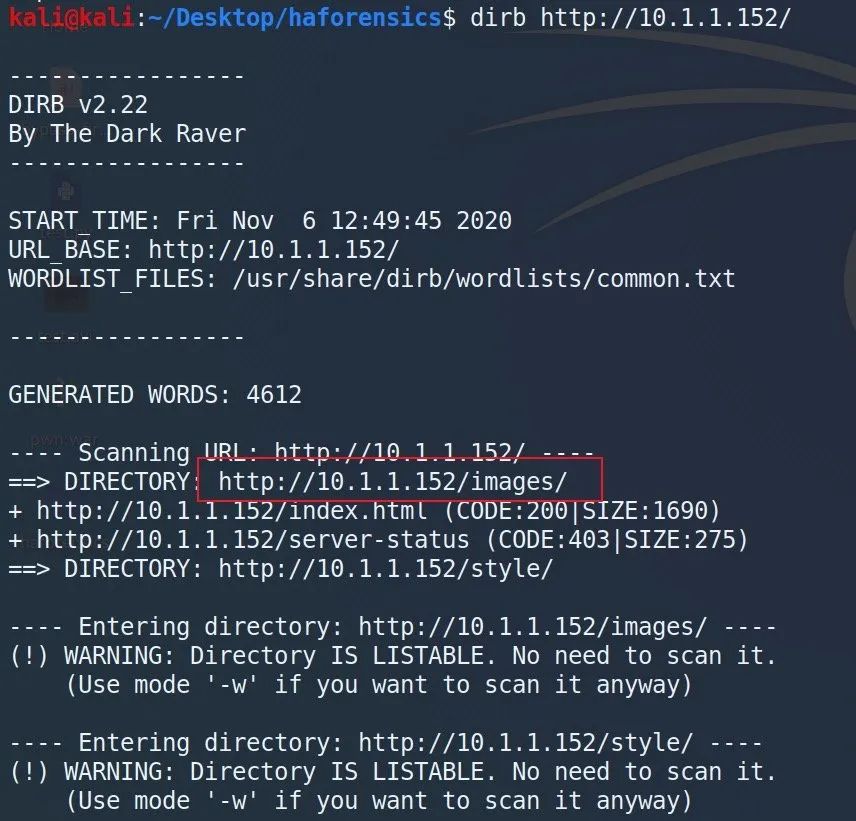 kali@kali:~/Desktop/haforensics$ dirb http://10.1.1.152/
-----------------
DIRB v2.22
By The Dark Raver
-----------------
START_TIME: Fri Nov  6 12:49:45 2020
URL_BASE: http://10.1.1.152/
WORDLIST_FILES: /usr/share/dirb/wordlists/common.txt
-----------------
GENERATED WORDS: 4612
---- Scanning URL: http://10.1.1.152/ ----
==> DIRECTORY: http://10.1.1.152/images/
+ http://10.1.1.152/index.html (CODE:200|SIZE:1690)
+ http://10.1.1.152/server-status (CODE:403|SIZE:275)
==> DIRECTORY: http://10.1.1.152/style/
---- Entering directory: http://10.1.1.152/images/ ----
(!) WARNING: Directory IS LISTABLE. No need to scan it.
    (Use mode '-w' if you want to scan it anyway)
---- Entering directory: http://10.1.1.152/style/ ----
(!) WARNING: Directory IS LISTABLE. No need to scan it.
    (Use mode '-w' if you want to scan it anyway)